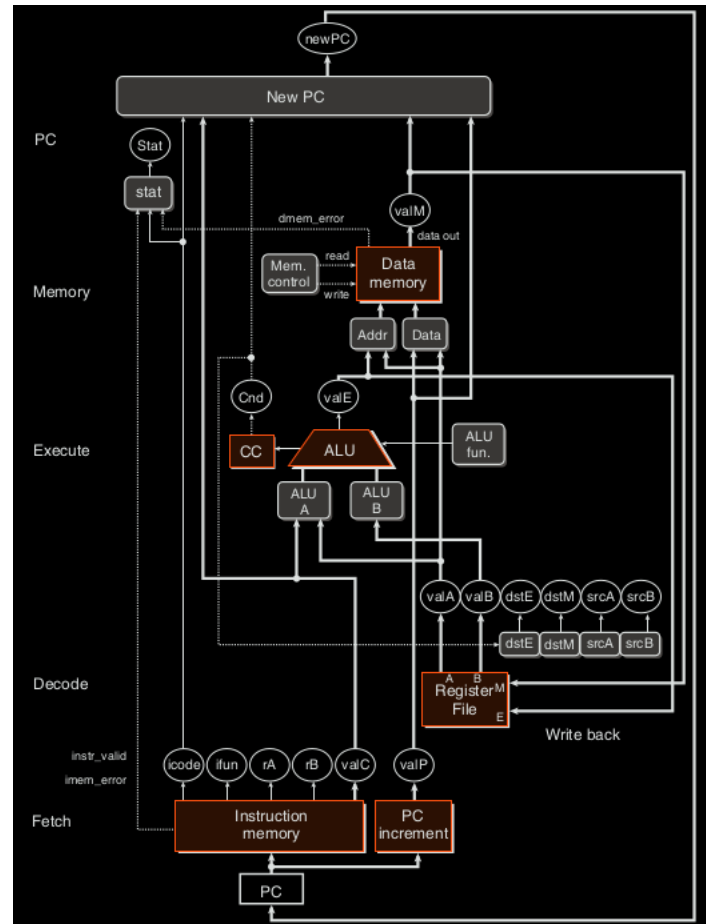 newPC
New PC
PC
Stat
stat
dmem_error
valM
data out
Mem.
control
read
write
Data
memory
Memory
Addr
Data
Cnd
valE
Execute
CC
ALU
ALU
fun.
ALU
A
ALU
B
valA
valB
dstE
dstM
srcA
srcB
dstE
dstM
srcA
srcB
Decode
A
B
M
Register
File
E
Write back
instr_valid
imem_error
icode
ifun
rA
rB
valC
valP
Fetch
Instruction
memory
PC
increment
PC